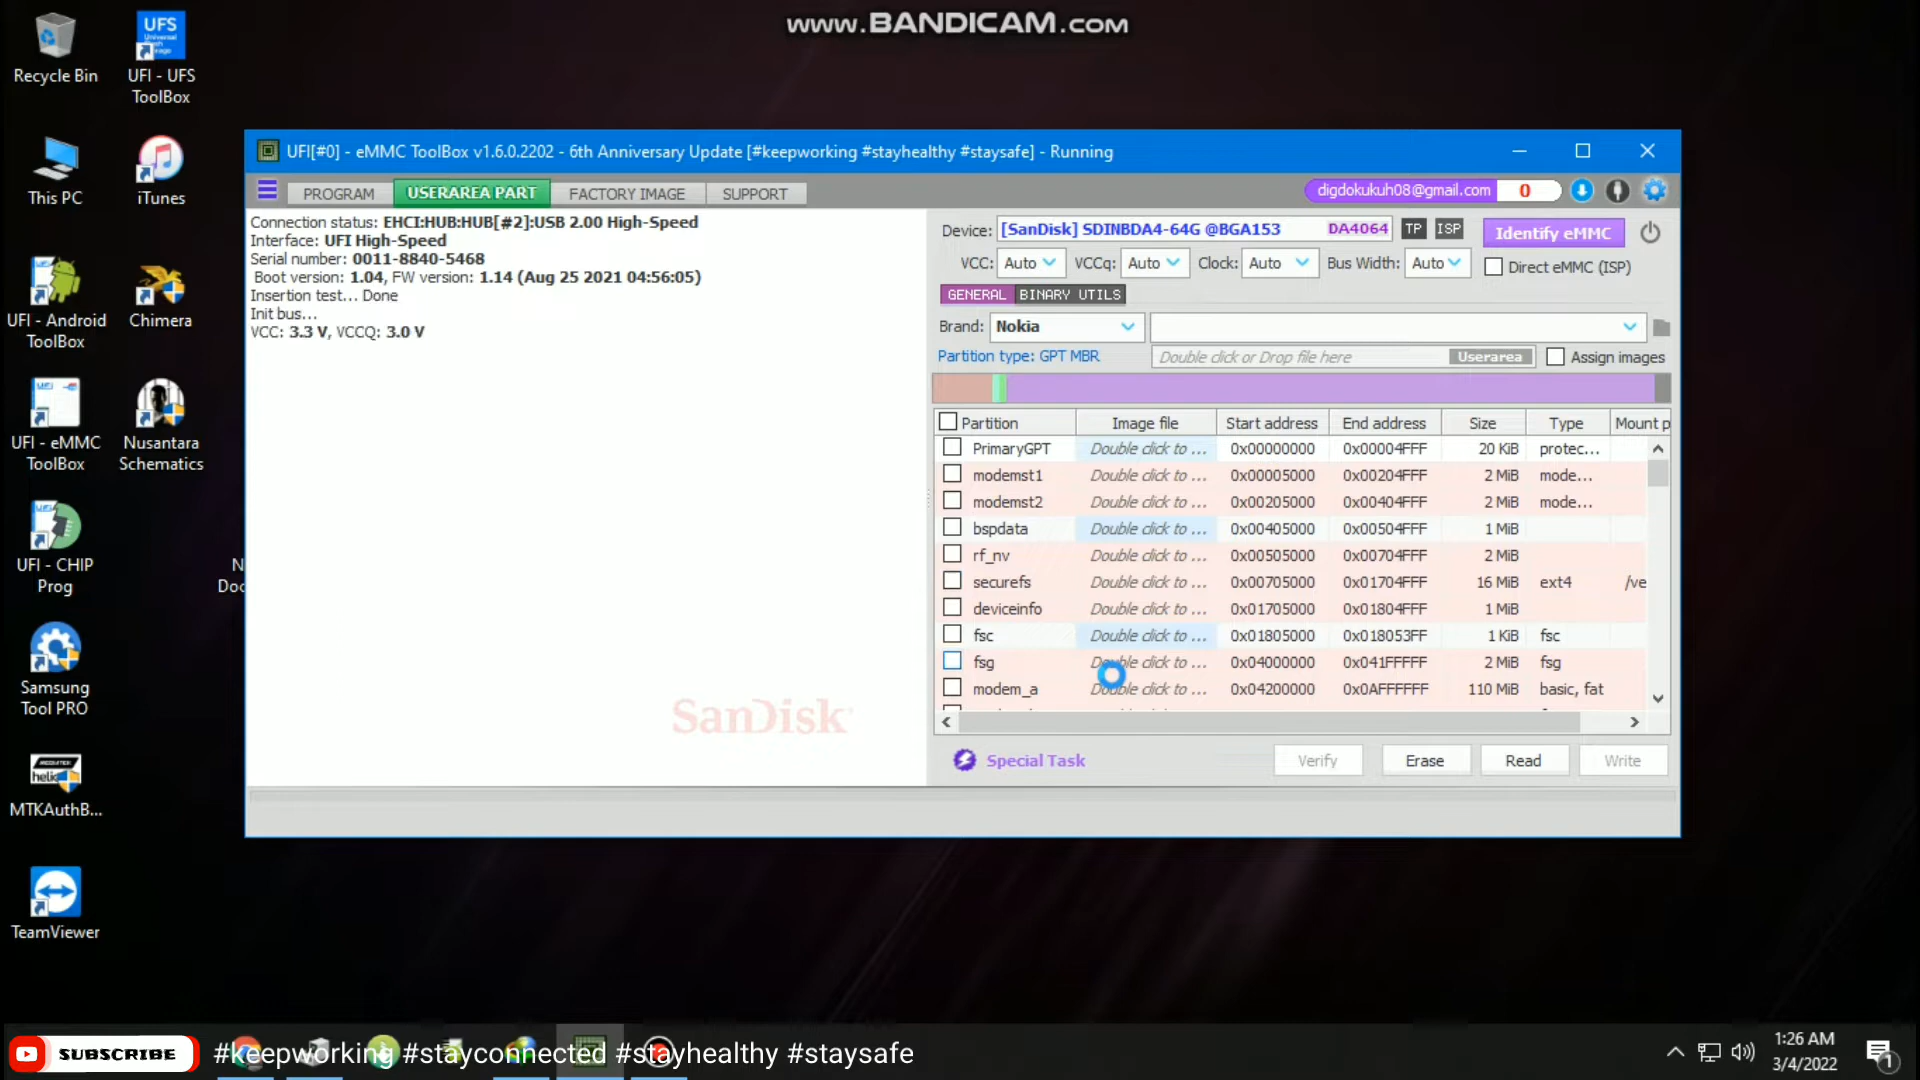 www.BANDICAM.com
Recycle Bin
UFS
UFI - UFS
ToolBox
This PC
iTunes
UFI - Android
ToolBox
Chimera
UFI - eMMC
ToolBox
Nusantara
Schematics
UFI - CHIP
Prog
N
Doc
Samsung
Tool PRO
MTKAuthB...
TeamViewer
UFI[#0] - eMMC ToolBox v1.6.0.2202 - 6th Anniversary Update [#keepworking #stayhealthy #staysafe] - Running
PROGRAM USERAREA PART FACTORY IMAGE SUPPORT
digdokukuh08@gmail.com 0
Connection status: EHCI:HUB:HUB[#2]:USB 2.00 High-Speed
Interface: UFI High-Speed
Serial number: 0011-8840-5468
Boot version: 1.04, FW version: 1.14 (Aug 25 2021 04:56:05)
Insertion test... Done
Init bus...
VCC: 3.3 V, VCCQ: 3.0 V
SanDisk
Device: [SanDisk] SDINBDA4-64G @BGA153 DA4064 TP ISP Identify eMMC
VCC: Auto VCCq: Auto Clock: Auto Bus Width: Auto Direct eMMC (ISP)
GENERAL BINARY UTILS
Brand: Nokia
Partition type: GPT MBR Double click or Drop file here Userarea Assign images
Partition Image file Start address End address Size Type Mount p
PrimaryGPT Double click to ... 0x00000000 0x00004FFF 20 KiB protec...
modemst1 Double click to ... 0x00005000 0x00204FFF 2 MiB mode...
modemst2 Double click to ... 0x00205000 0x00404FFF 2 MiB mode...
bspdata Double click to ... 0x00405000 0x00504FFF 1 MiB
rf_nv Double click to ... 0x00505000 0x00704FFF 2 MiB
securefs Double click to ... 0x00705000 0x01704FFF 16 MiB ext4 /ve
deviceinfo Double click to ... 0x01705000 0x01804FFF 1 MiB
fsc Double click to ... 0x01805000 0x018053FF 1 KiB fsc
fsg Double click to ... 0x04000000 0x041FFFFF 2 MiB fsg
modem_a Double click to ... 0x04200000 0x0AFFFFFF 110 MiB basic, fat
Special Task Verify Erase Read Write
SUBSCRIBE #keepworking #stayconnected #stayhealthy #staysafe
1:26 AM
3/4/2022
1